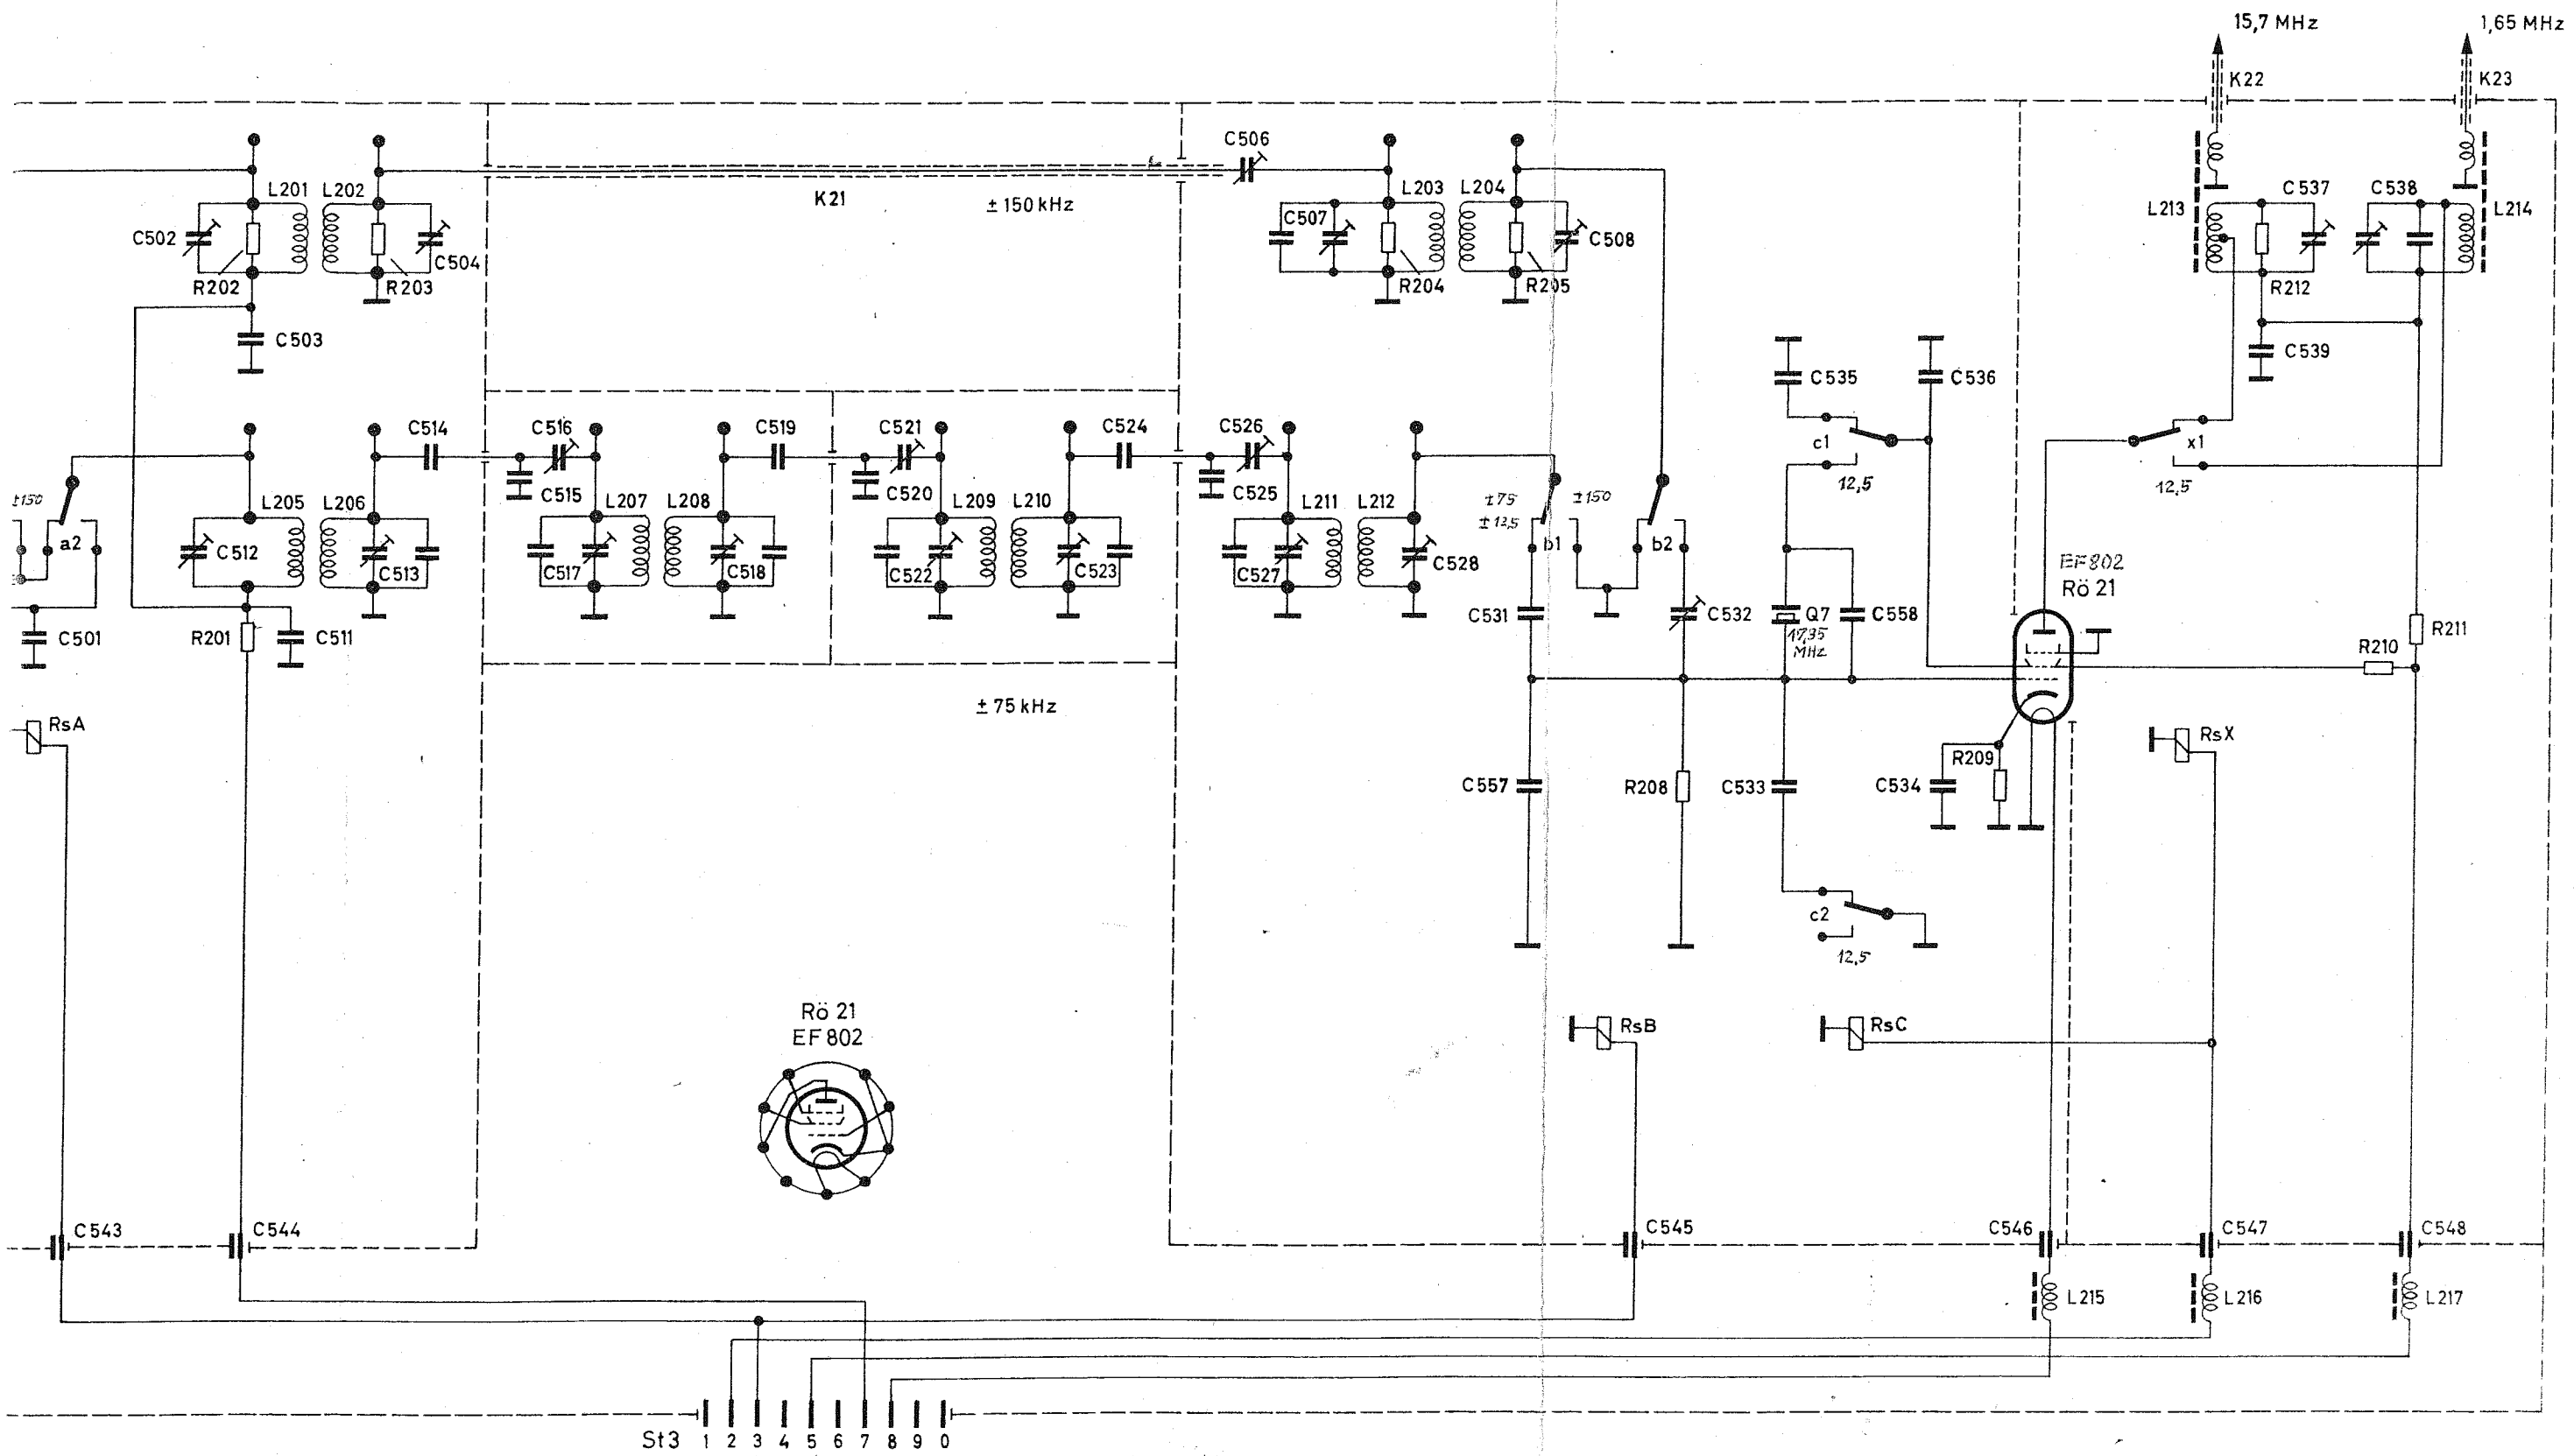 15,7 MHz
1,65 MHz
K22
K23
C506
L201
L202
K21
± 150 kHz
L203
L204
C537
C538
L213
L214
C502
C504
C507
C508
R202
R203
R204
R205
R212
C503
C539
C535
C536
C514
C516
C519
C521
C524
C526
c1
x1
12,5
12,5
±150
a2
L205
L206
C515
L207
L208
C520
L209
L210
C525
L211
L212
±75
± 12,5
±150
b1
b2
C512
C513
C517
C518
C522
C523
C527
C528
EF802
Rö 21
C501
R201
C511
C531
C532
Q7
17,35
MHz
C558
R210
R211
± 75 kHz
RsA
RsX
R209
C557
R208
C533
C534
c2
12,5
Rö 21
EF 802
RsB
RsC
C543
C544
C545
C546
C547
C548
L215
L216
L217
St3 1 2 3 4 5 6 7 8 9 0